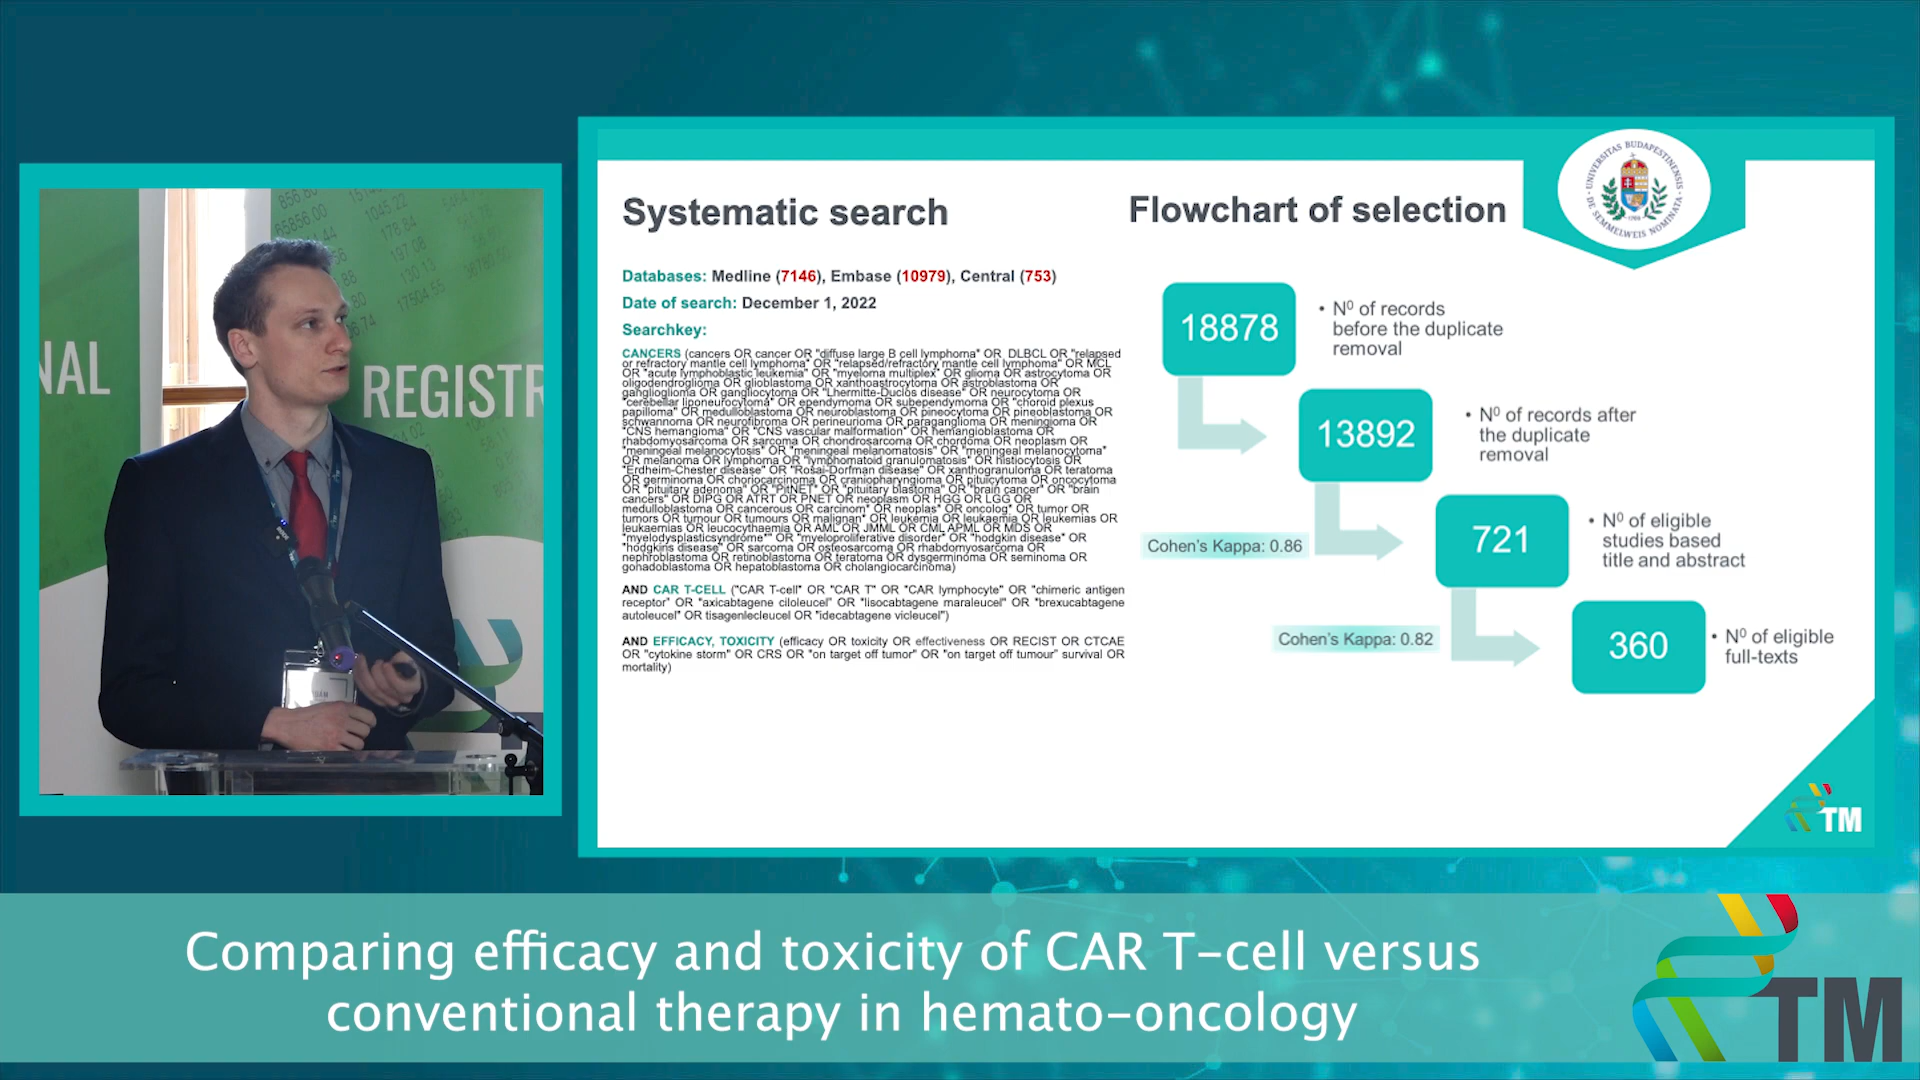 NAL
REGISTR
Systematic search
Databases: Medline (7146), Embase (10979), Central (753)
Date of search: December 1, 2022
Searchkey:
CANCERS (cancers OR cancer OR "diffuse large B cell lymphoma" OR DLBCL OR "relapsed
or refractory mantle cell lymphoma" OR "relapsed/refractory mantle cell lymphoma" OR MCL
OR "acute lymphoblastic leukemia" OR "myeloma multiplex" OR glioma OR astrocytoma OR
oligodendroglioma OR glioblastoma OR xanthoastrocytoma OR astroblastoma OR
ganglioglioma OR gangliocytoma OR "Lhermitte-Duclos disease" OR neurocytoma OR
"cerebellar liponeurocytoma" OR ependymoma OR subependymoma OR "choroid plexus
papilloma" OR medulloblastoma OR neuroblastoma OR pineocytoma OR pineoblastoma OR
schwannoma OR neurofibroma OR perineurioma OR paraganglioma OR meningioma OR
"CNS hemangioma" OR "CNS vascular malformation" OR hemangioblastoma OR
rhabdomyosarcoma OR sarcoma OR chondrosarcoma OR chordoma OR neoplasm OR
"meningeal melanocytosis" OR "meningeal melanomatosis" OR "meningeal melanocytoma"
OR melanoma OR lymphoma OR "lymphomatoid granulomatosis" OR histiocytosis OR
"Erdheim-Chester disease" OR "Rosai-Dorfman disease" OR xanthogranuloma OR teratoma
OR germinoma OR choriocarcinoma OR craniopharyngioma OR pituicytoma OR oncocytoma
OR "pituitary adenoma" OR "PitNET" OR "pituitary blastoma" OR "brain cancer" OR "brain
cancers" OR DIPG OR ATRT OR PNET OR neoplasm OR HGG OR LGG OR
medulloblastoma OR cancerous OR carcinom* OR neoplas* OR oncolog* OR tumor OR
tumors OR tumour OR tumours OR malignan* OR leukemia OR leukaemia OR leukemias OR
leukaemias OR leucocythaemia OR AML OR JMML OR CML APML OR MDS OR
"myelodysplasticsyndrome*" OR "myeloproliferative disorder" OR "hodgkin disease" OR
"hodgkins disease" OR sarcoma OR osteosarcoma OR rhabdomyosarcoma OR
nephroblastoma OR retinoblastoma OR teratoma OR dysgerminoma OR seminoma OR
gonadoblastoma OR hepatoblastoma OR cholangiocarcinoma)
AND CAR T-CELL ("CAR T-cell" OR "CAR T" OR "CAR lymphocyte" OR "chimeric antigen
receptor" OR "axicabtagene ciloleucel" OR "lisocabtagene maraleucel" OR "brexucabtagene
autoleucel" OR tisagenlecleucel OR "idecabtagene vicleucel")
AND EFFICACY, TOXICITY (efficacy OR toxicity OR effectiveness OR RECIST OR CTCAE
OR "cytokine storm" OR CRS OR "on target off tumor" OR "on target off tumour" survival OR
mortality)
Flowchart of selection
UNIVERSITAS BUDAPESTINENSIS DE SEMMELWEIS NOMINATA
18878
• Nº of records
before the duplicate
removal
13892
• Nº of records after
the duplicate
removal
Cohen's Kappa: 0.86
721
• Nº of eligible
studies based
title and abstract
Cohen's Kappa: 0.82
360
• Nº of eligible
full-texts
TM
Comparing efficacy and toxicity of CAR T-cell versus
conventional therapy in hemato-oncology
TM